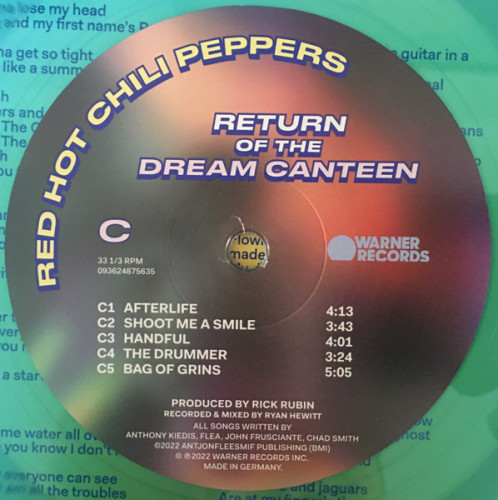 lose my head
and my first name's
na get so tight
like a summ
guitar in a
RED HOT CHILI PEPPERS
RETURN
OF THE
DREAM CANTEEN
C
33 1/3 RPM
093624875635
WARNER
RECORDS
made
C1 AFTERLIFE 4:13
C2 SHOOT ME A SMILE 3:43
C3 HANDFUL 4:01
C4 THE DRUMMER 3:24
C5 BAG OF GRINS 5:05
PRODUCED BY RICK RUBIN
RECORDED & MIXED BY RYAN HEWITT
ALL SONGS WRITTEN BY
ANTHONY KIEDIS, FLEA, JOHN FRUSCIANTE, CHAD SMITH
©2022 ANTJONFLEESMIF PUBLISHING (BMI)
© ℗2022 WARNER RECORDS INC.
MADE IN GERMANY.
a star
me water all ov
you know I don't
everyone can see
am all the troubles
and jaguars